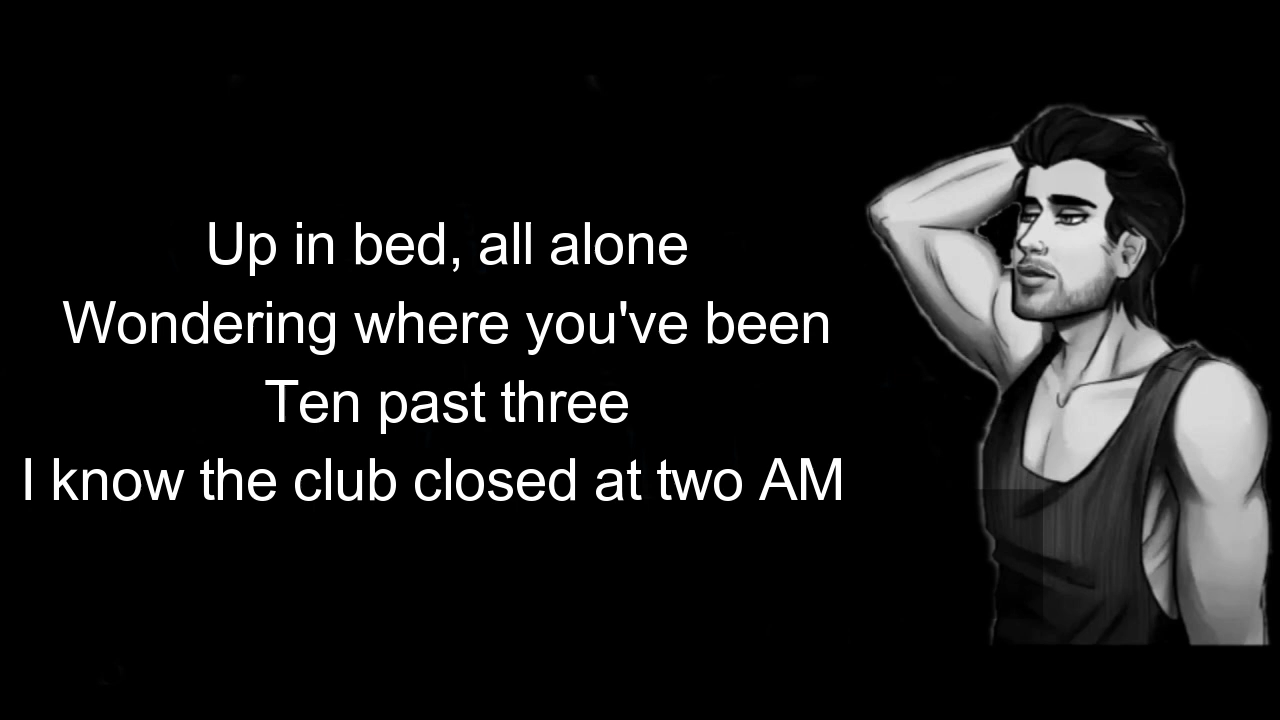 Up in bed, all alone
Wondering where you've been
Ten past three
I know the club closed at two AM